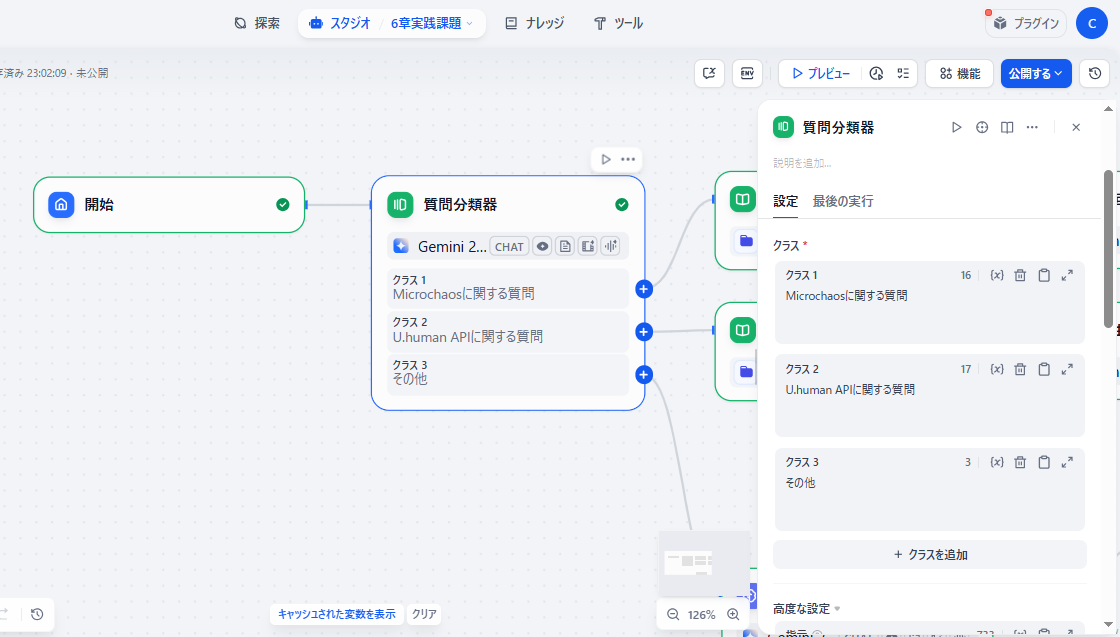 探索
スタジオ / 6章実践課題
ナレッジ
ツール
プラグイン
C
済み 23:02:09 · 未公開
ENV
プレビュー
機能
公開する
開始
質問分類器
Gemini 2... CHAT
クラス 1
Microchaosに関する質問
クラス 2
U.human APIに関する質問
クラス 3
その他
質問分類器
説明を追加...
設定 最後の実行
クラス *
クラス 1 16 {x}
Microchaosに関する質問
クラス 2 17 {x}
U.human APIに関する質問
クラス 3 3 {x}
その他
+ クラスを追加
高度な設定
キャッシュされた変数を表示
クリア
126%